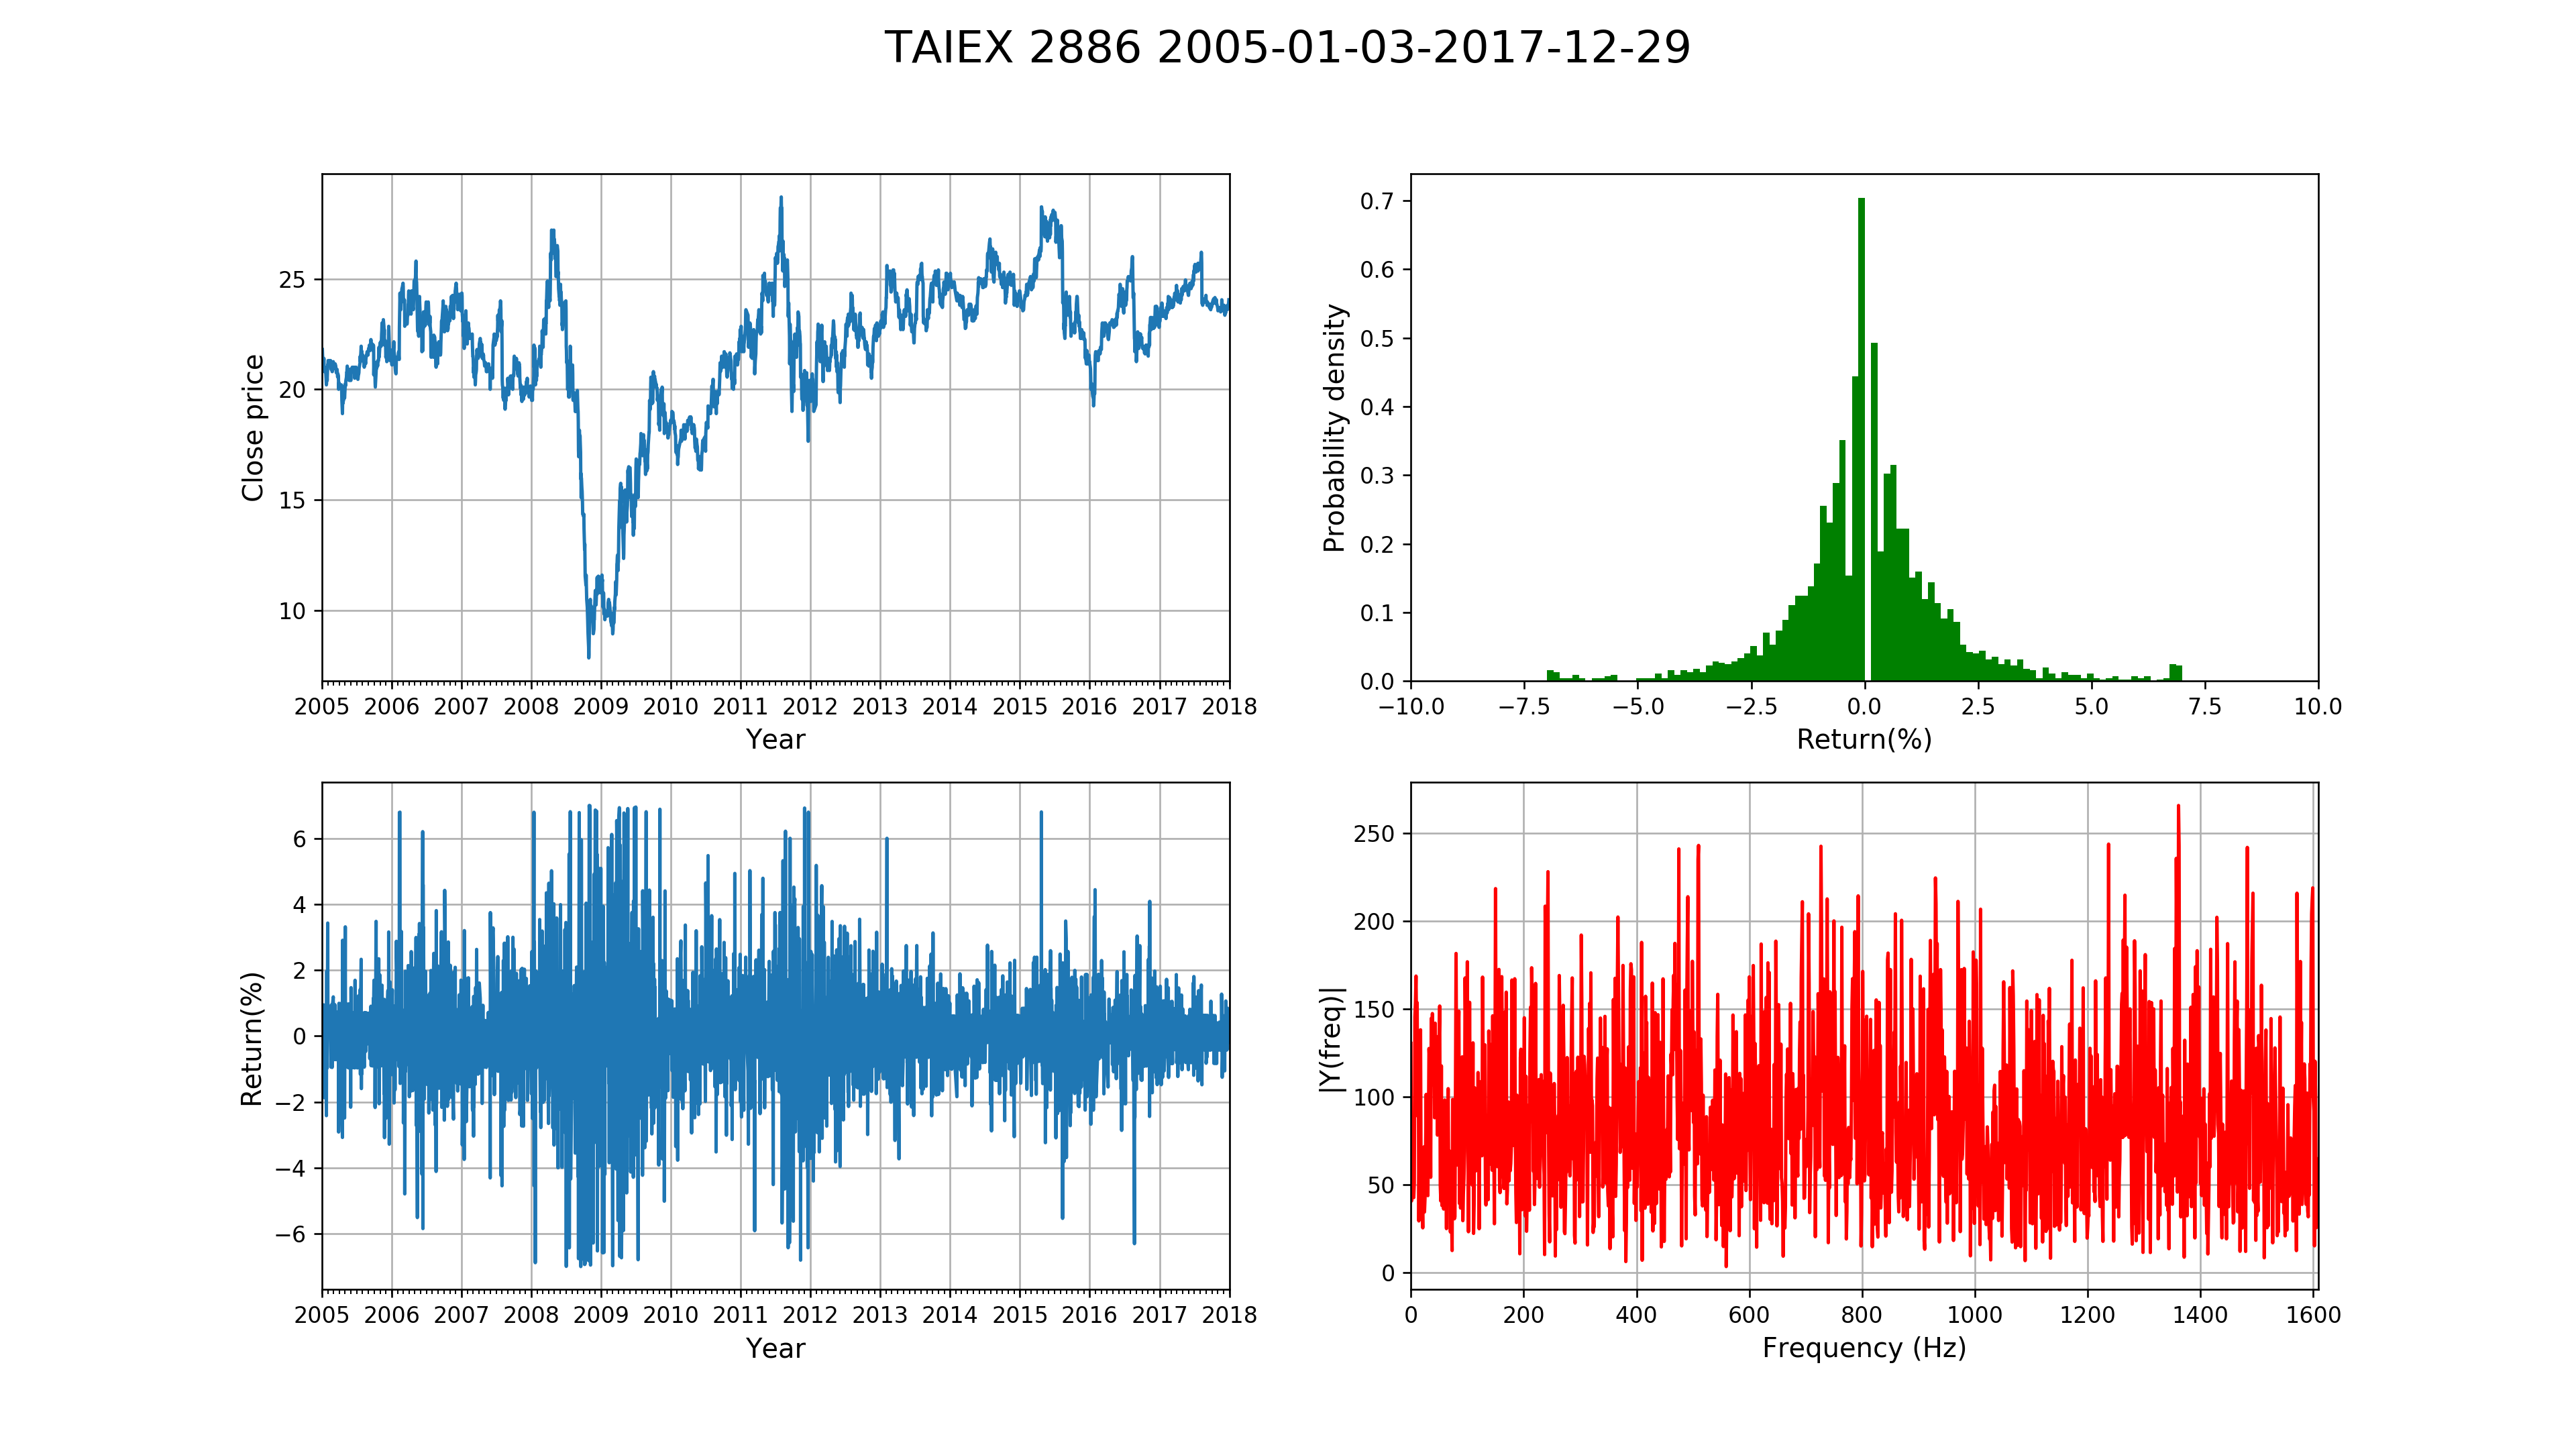 TAIEX 2886 2005-01-03-2017-12-29
Close price
25
20
15
10
2005 2006 2007 2008 2009 2010 2011 2012 2013 2014 2015 2016 2017 2018
Year
Probability density
0.7
0.6
0.5
0.4
0.3
0.2
0.1
0.0
−10.0 −7.5 −5.0 −2.5 0.0 2.5 5.0 7.5 10.0
Return(%)
Return(%)
6
4
2
0
−2
−4
−6
2005 2006 2007 2008 2009 2010 2011 2012 2013 2014 2015 2016 2017 2018
Year
|Y(freq)|
250
200
150
100
50
0
0 200 400 600 800 1000 1200 1400 1600
Frequency (Hz)